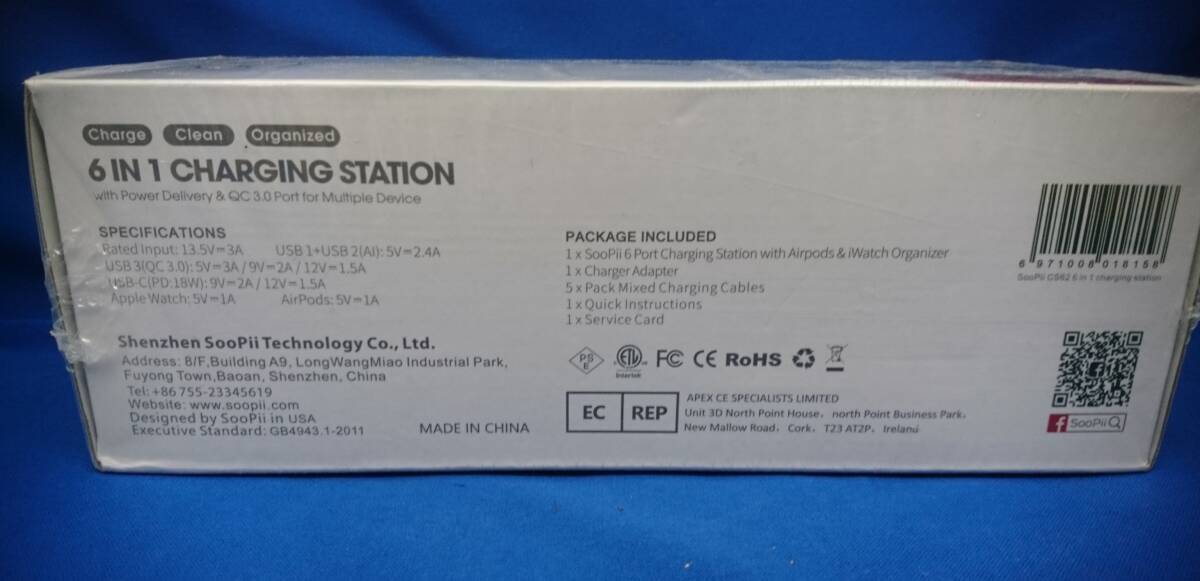 Charge Clean Organized
6 IN 1 CHARGING STATION
with Power Delivery & QC 3.0 Port for Multiple Device
SPECIFICATIONS
Rated Input: 13.5V⎓3A USB 1+USB 2(AI): 5V⎓2.4A
USB 3(QC 3.0): 5V⎓3A / 9V⎓2A / 12V⎓1.5A
USB-C(PD:18W): 9V⎓2A / 12V⎓1.5A
Apple Watch: 5V⎓1A AirPods: 5V⎓1A
Shenzhen SooPii Technology Co., Ltd.
Address: 8/F,Building A9, LongWangMiao Industrial Park,
Fuyong Town,Baoan, Shenzhen, China
Tel: +86 755-23345619
Website: www.soopii.com
Designed by SooPii in USA
Executive Standard: GB4943.1-2011
MADE IN CHINA
PACKAGE INCLUDED
1 x SooPii 6 Port Charging Station with Airpods & iWatch Organizer
1 x Charger Adapter
5 x Pack Mixed Charging Cables
1 x Quick Instructions
1 x Service Card
PS E ETL Intertek FC CE RoHS
EC REP
APEX CE SPECIALISTS LIMITED
Unit 3D North Point House, north Point Business Park,
New Mallow Road, Cork, T23 AT2P, Ireland
6 971008 018158
SooPii CS62 6 in 1 charging station
f SooPii